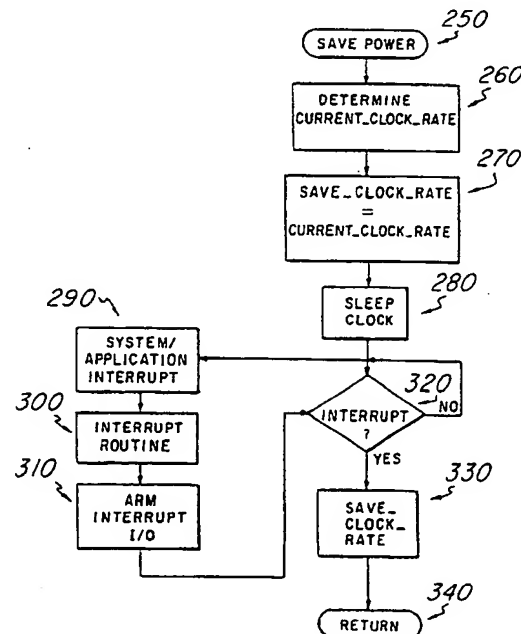 250
SAVE POWER
260
DETERMINE
CURRENT_CLOCK_RATE
270
SAVE_CLOCK_RATE
=
CURRENT_CLOCK_RATE
280
SLEEP
CLOCK
290
SYSTEM/
APPLICATION
INTERRUPT
300
INTERRUPT
ROUTINE
310
ARM
INTERRUPT
I/O
320
INTERRUPT
?
NO
YES
330
SAVE_
CLOCK_
RATE
340
RETURN